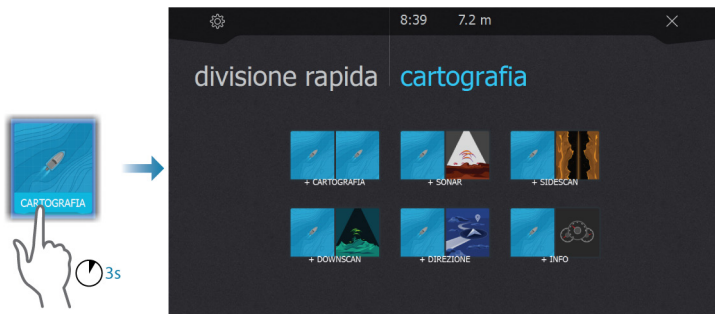 8:39 7.2 m
divisione rapida cartografia
CARTOGRAFIA
3s
+ CARTOGRAFIA + SONAR + SIDESCAN
+ DOWNSCAN + DIREZIONE + INFO